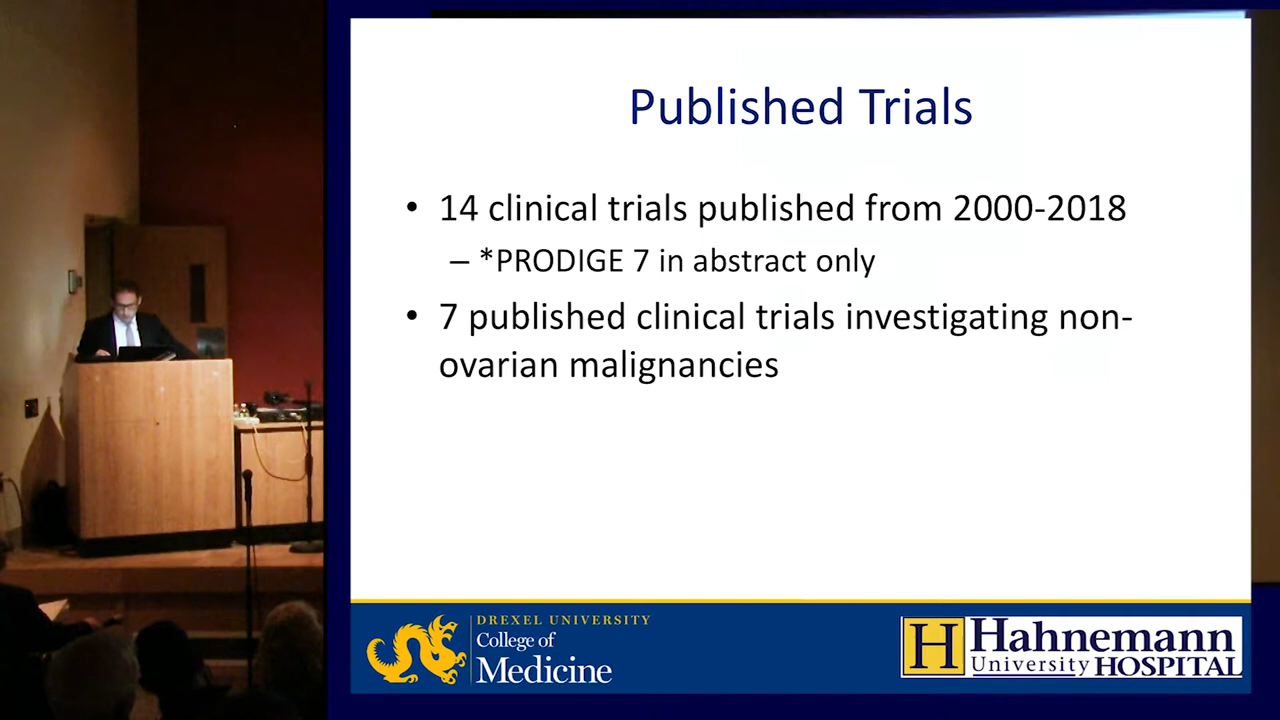 Published Trials
• 14 clinical trials published from 2000-2018
– *PRODIGE 7 in abstract only
• 7 published clinical trials investigating non-
ovarian malignancies
DREXEL UNIVERSITY
College of
Medicine
H Hahnemann
University HOSPITAL